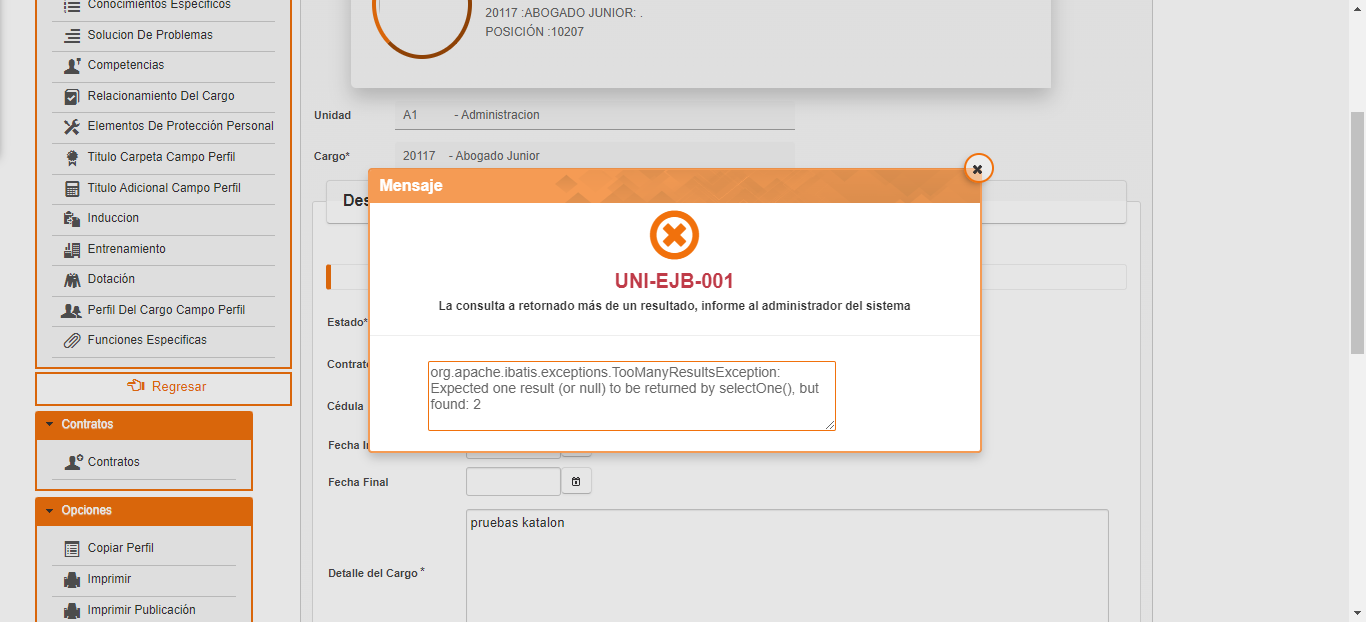 Conocimientos Especificos
Solucion De Problemas
Competencias
Relacionamiento Del Cargo
Elementos De Protección Personal
Titulo Carpeta Campo Perfil
Titulo Adicional Campo Perfil
Induccion
Entrenamiento
Dotación
Perfil Del Cargo Campo Perfil
Funciones Especificas
Regresar
Contratos
Contratos
Opciones
Copiar Perfil
Imprimir
Imprimir Publicación
20117 :ABOGADO JUNIOR: .
POSICIÓN :10207
Unidad A1 - Administracion
Cargo* 20117 - Abogado Junior
Des
Estado*
Contrato
Cédula
Fecha I
Fecha Final
Detalle del Cargo *
pruebas katalon
Mensaje
UNI-EJB-001
La consulta a retornado más de un resultado, informe al administrador del sistema
org.apache.ibatis.exceptions.TooManyResultsException:
Expected one result (or null) to be returned by selectOne(), but
found: 2